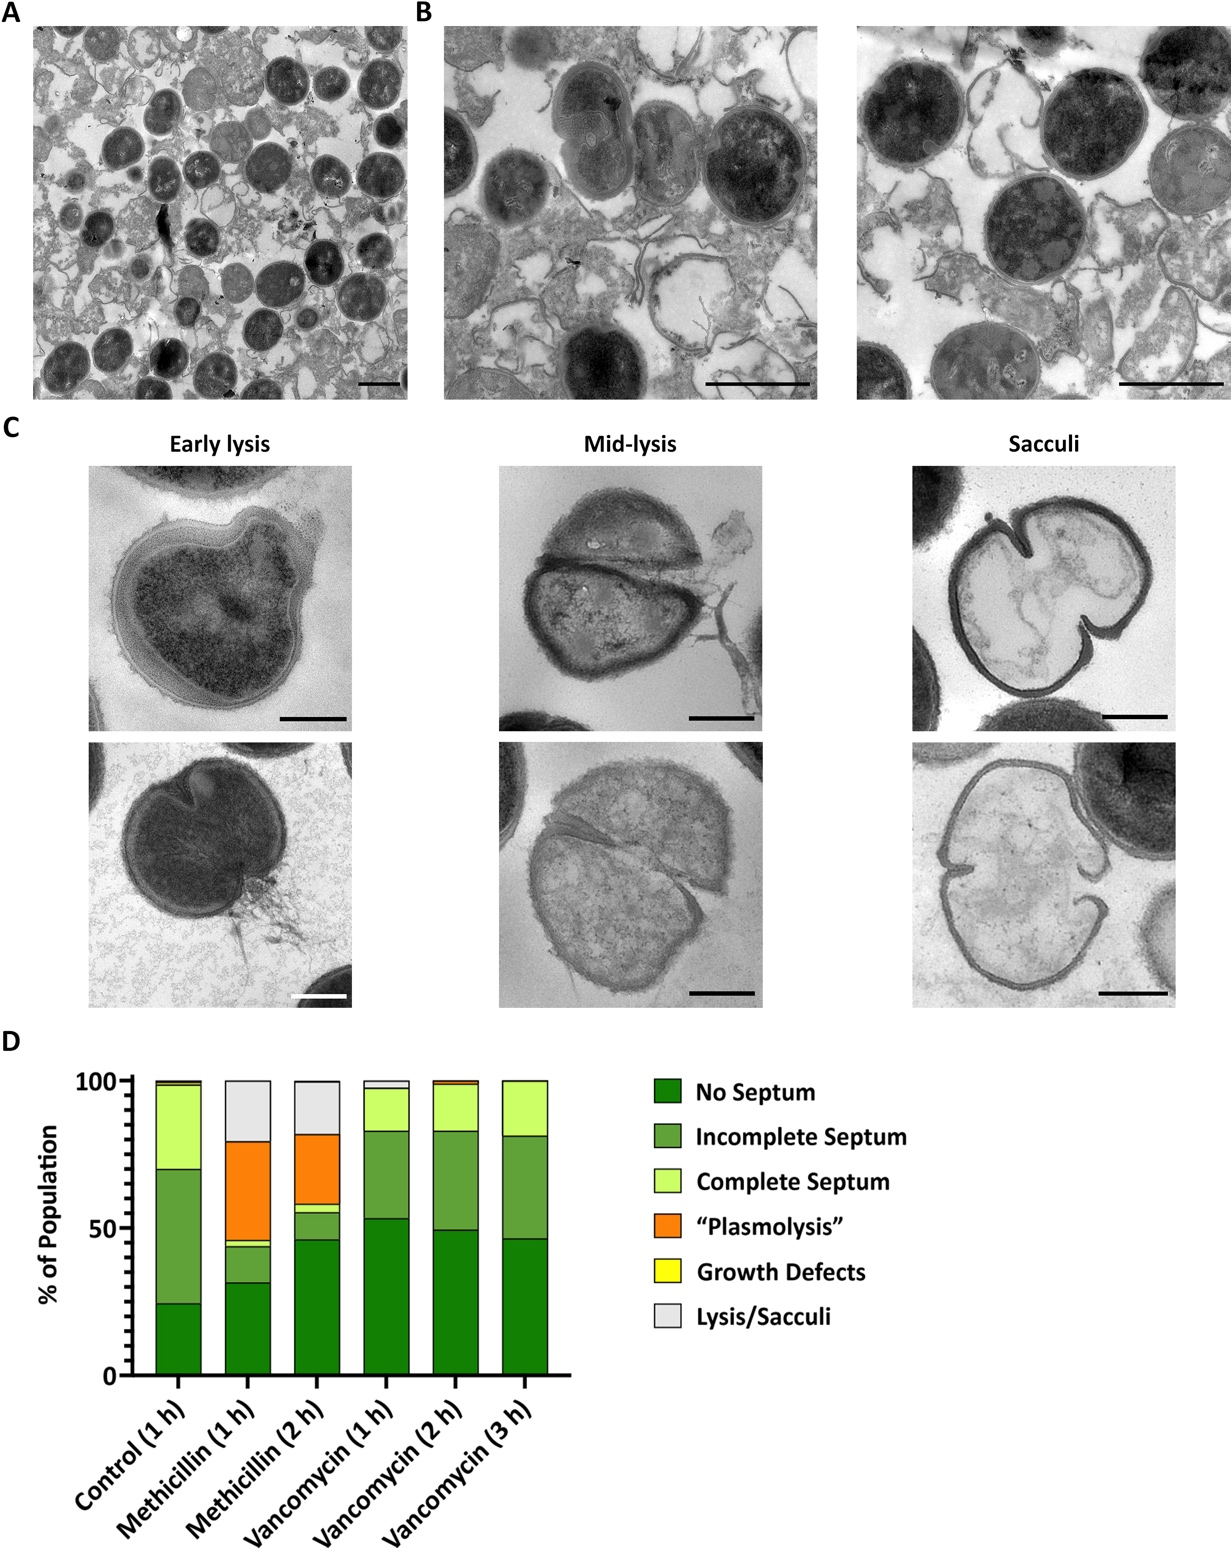 A
B
C
Early lysis
Mid-lysis
Sacculi
D
% of Population
100
50
0
Control (1 h)
Methicillin (1 h)
Methicillin (2 h)
Vancomycin (1 h)
Vancomycin (2 h)
Vancomycin (3 h)
No Septum
Incomplete Septum
Complete Septum
“Plasmolysis”
Growth Defects
Lysis/Sacculi